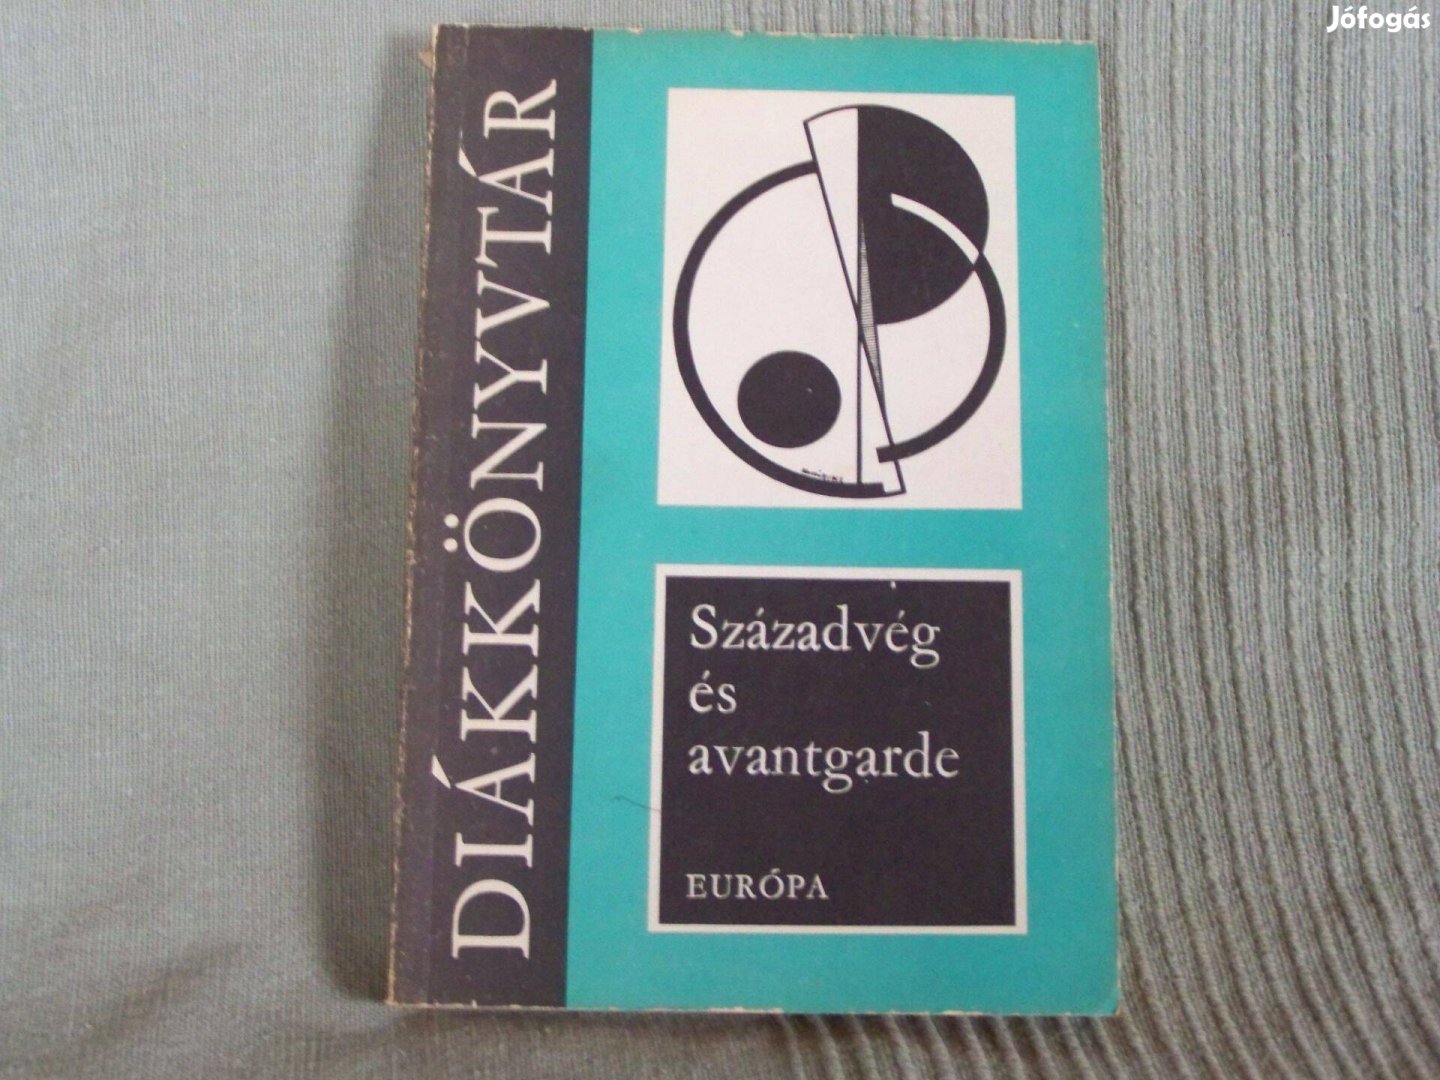 Jófogás
DIÁKKÖNYVTÁR
Századvég
és
avantgarde
EURÓPA